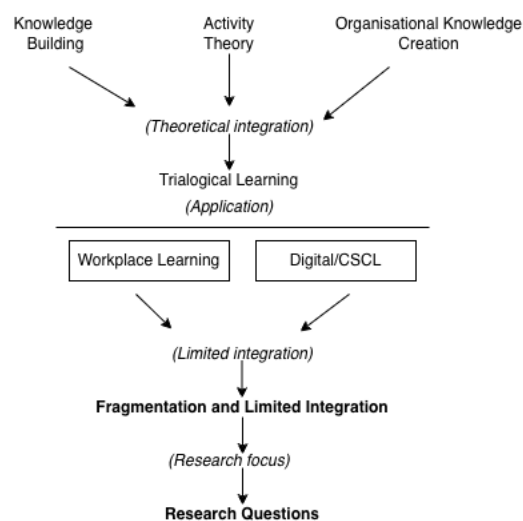 Knowledge
Building
Activity
Theory
Organisational Knowledge
Creation
(Theoretical integration)
Trialogical Learning
(Application)
Workplace Learning
Digital/CSCL
(Limited integration)
Fragmentation and Limited Integration
(Research focus)
Research Questions